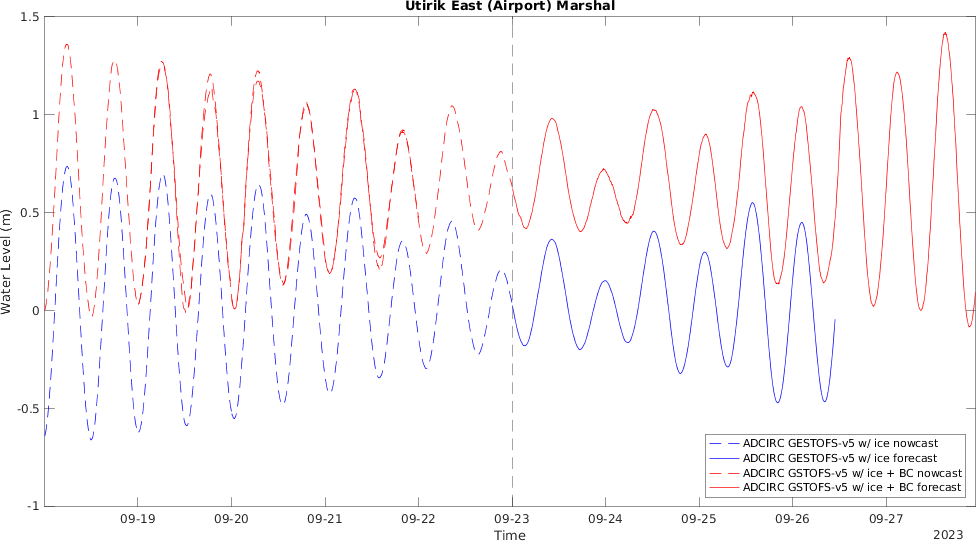 Utirik East (Airport) Marshal
1.5
1
0.5
0
-0.5
-1
Water Level (m)
09-19 09-20 09-21 09-22 09-23 09-24 09-25 09-26 09-27
Time
2023
ADCIRC GESTOFS-v5 w/ ice nowcast
ADCIRC GESTOFS-v5 w/ ice forecast
ADCIRC GSTOFS-v5 w/ ice + BC nowcast
ADCIRC GSTOFS-v5 w/ ice + BC forecast